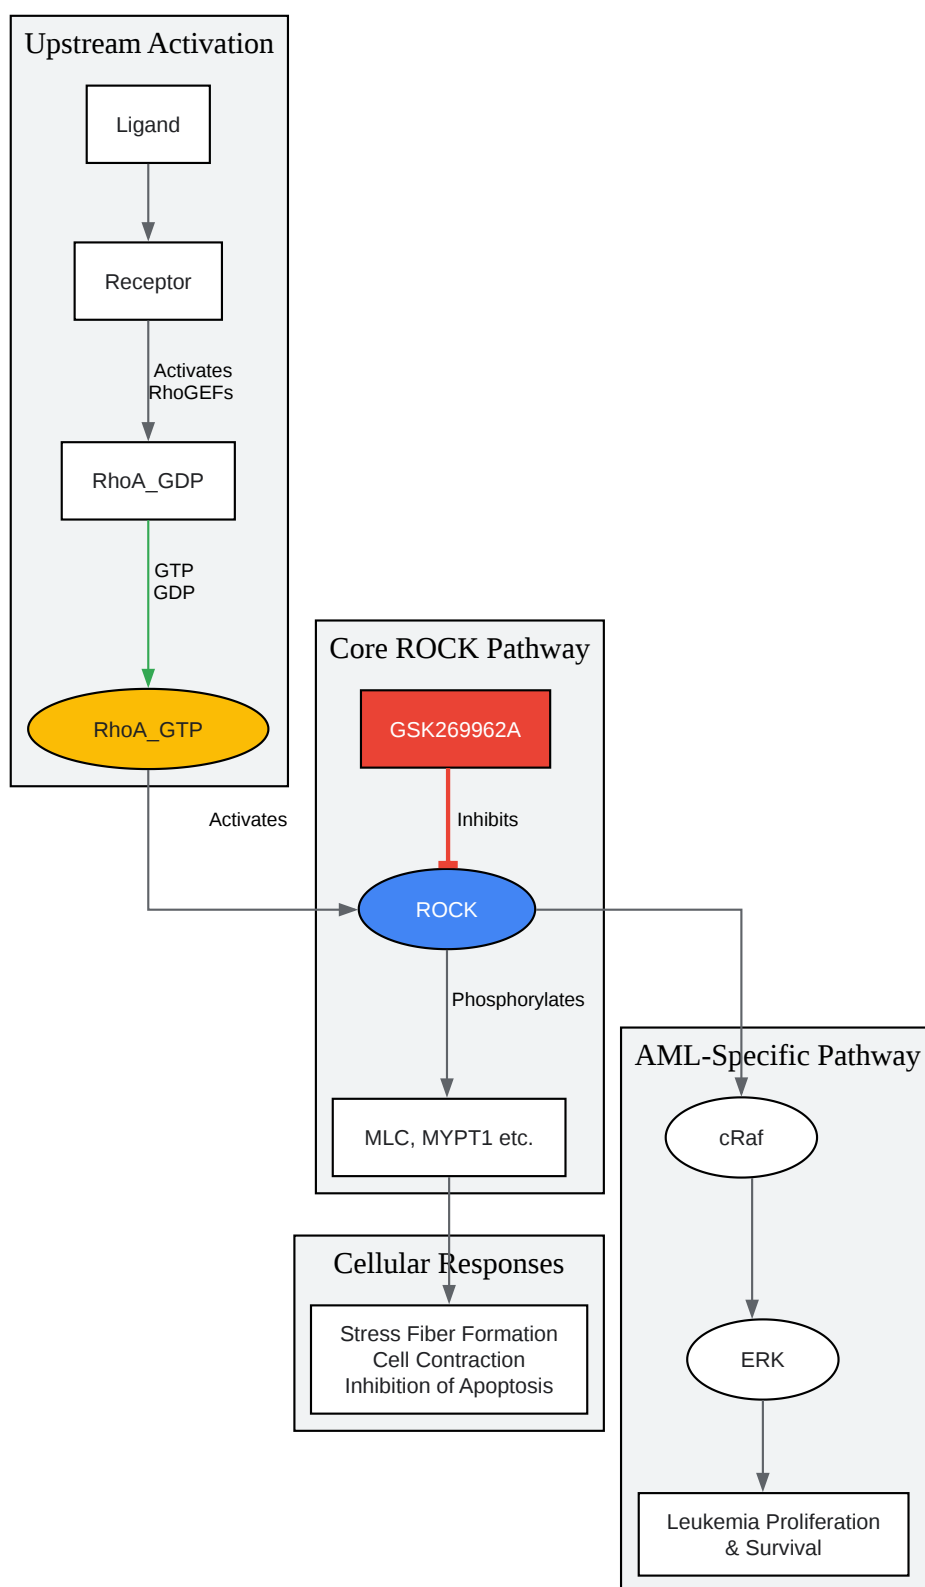 Upstream Activation
Ligand
Receptor
Activates
RhoGEFs
RhoA_GDP
GTP
GDP
RhoA_GTP
Activates
Core ROCK Pathway
GSK269962A
Inhibits
ROCK
Phosphorylates
MLC, MYPT1 etc.
Cellular Responses
Stress Fiber Formation
Cell Contraction
Inhibition of Apoptosis
AML-Specific Pathway
cRaf
ERK
Leukemia Proliferation
& Survival